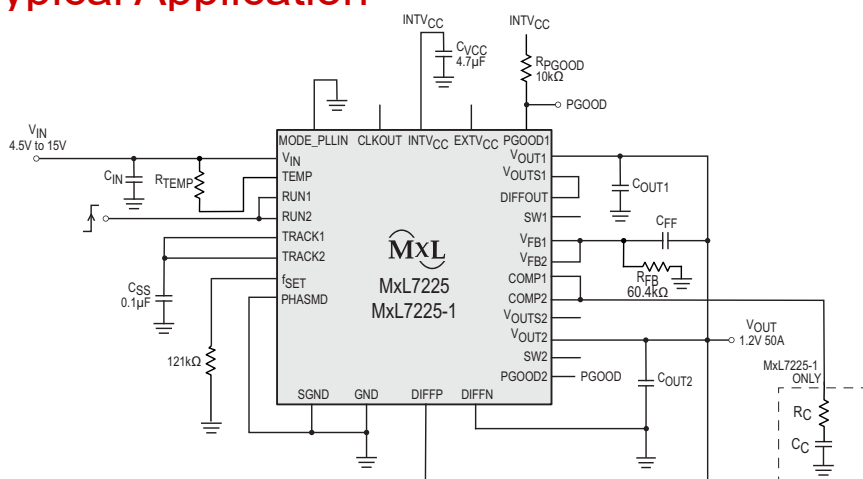 ypical Application
INTVCC
INTVCC
CVCC
4.7µF
RPGOOD
10kΩ
PGOOD
VIN
4.5V to 15V
MODE_PLLIN CLKOUT INTVCC EXTVCC PGOOD1
VIN
TEMP
RUN1
RUN2
TRACK1
TRACK2
fSET
PHASMD
CIN
RTEMP
CSS
0.1µF
121kΩ
MxL
MxL7225
MxL7225-1
SGND GND DIFFP DIFFN
VOUT1
VOUTS1
DIFFOUT
SW1
VFB1
VFB2
COMP1
COMP2
VOUTS2
VOUT2
SW2
PGOOD2
PGOOD
COUT1
CFF
RFB
60.4kΩ
COUT2
VOUT
1.2V 50A
MxL7225-1
ONLY
RC
CC